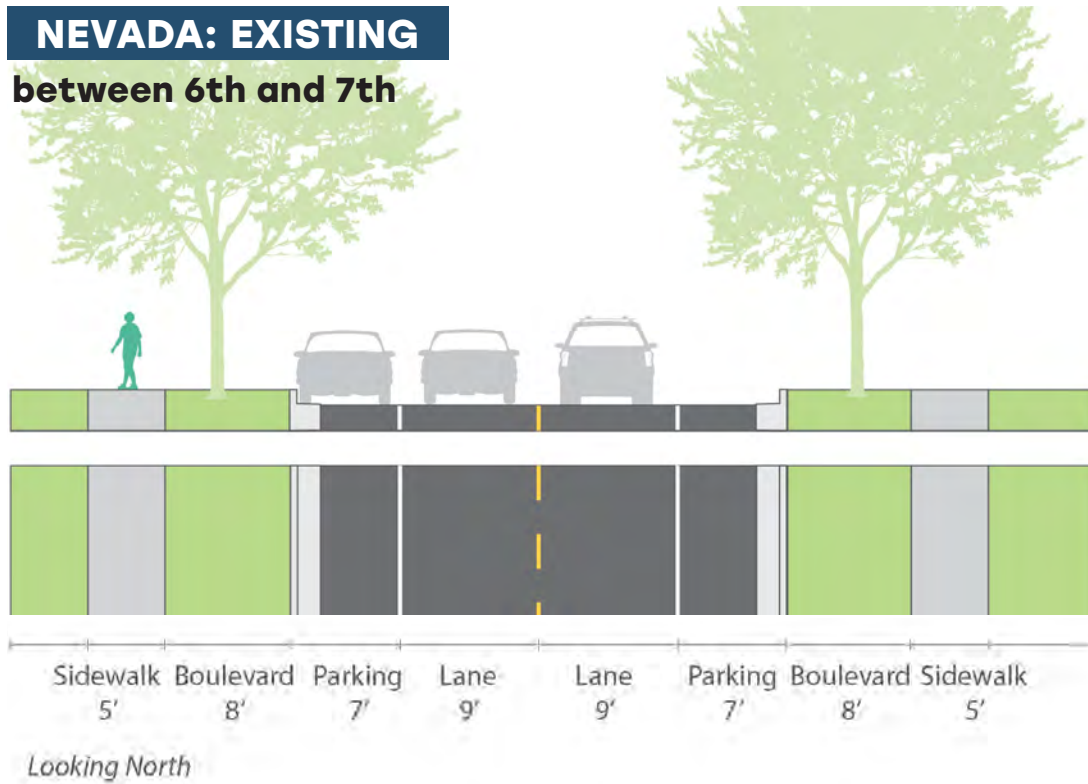 NEVADA: EXISTING
between 6th and 7th
Sidewalk Boulevard Parking Lane Lane Parking Boulevard Sidewalk
5' 8' 7' 9' 9' 7' 8' 5'
Looking North